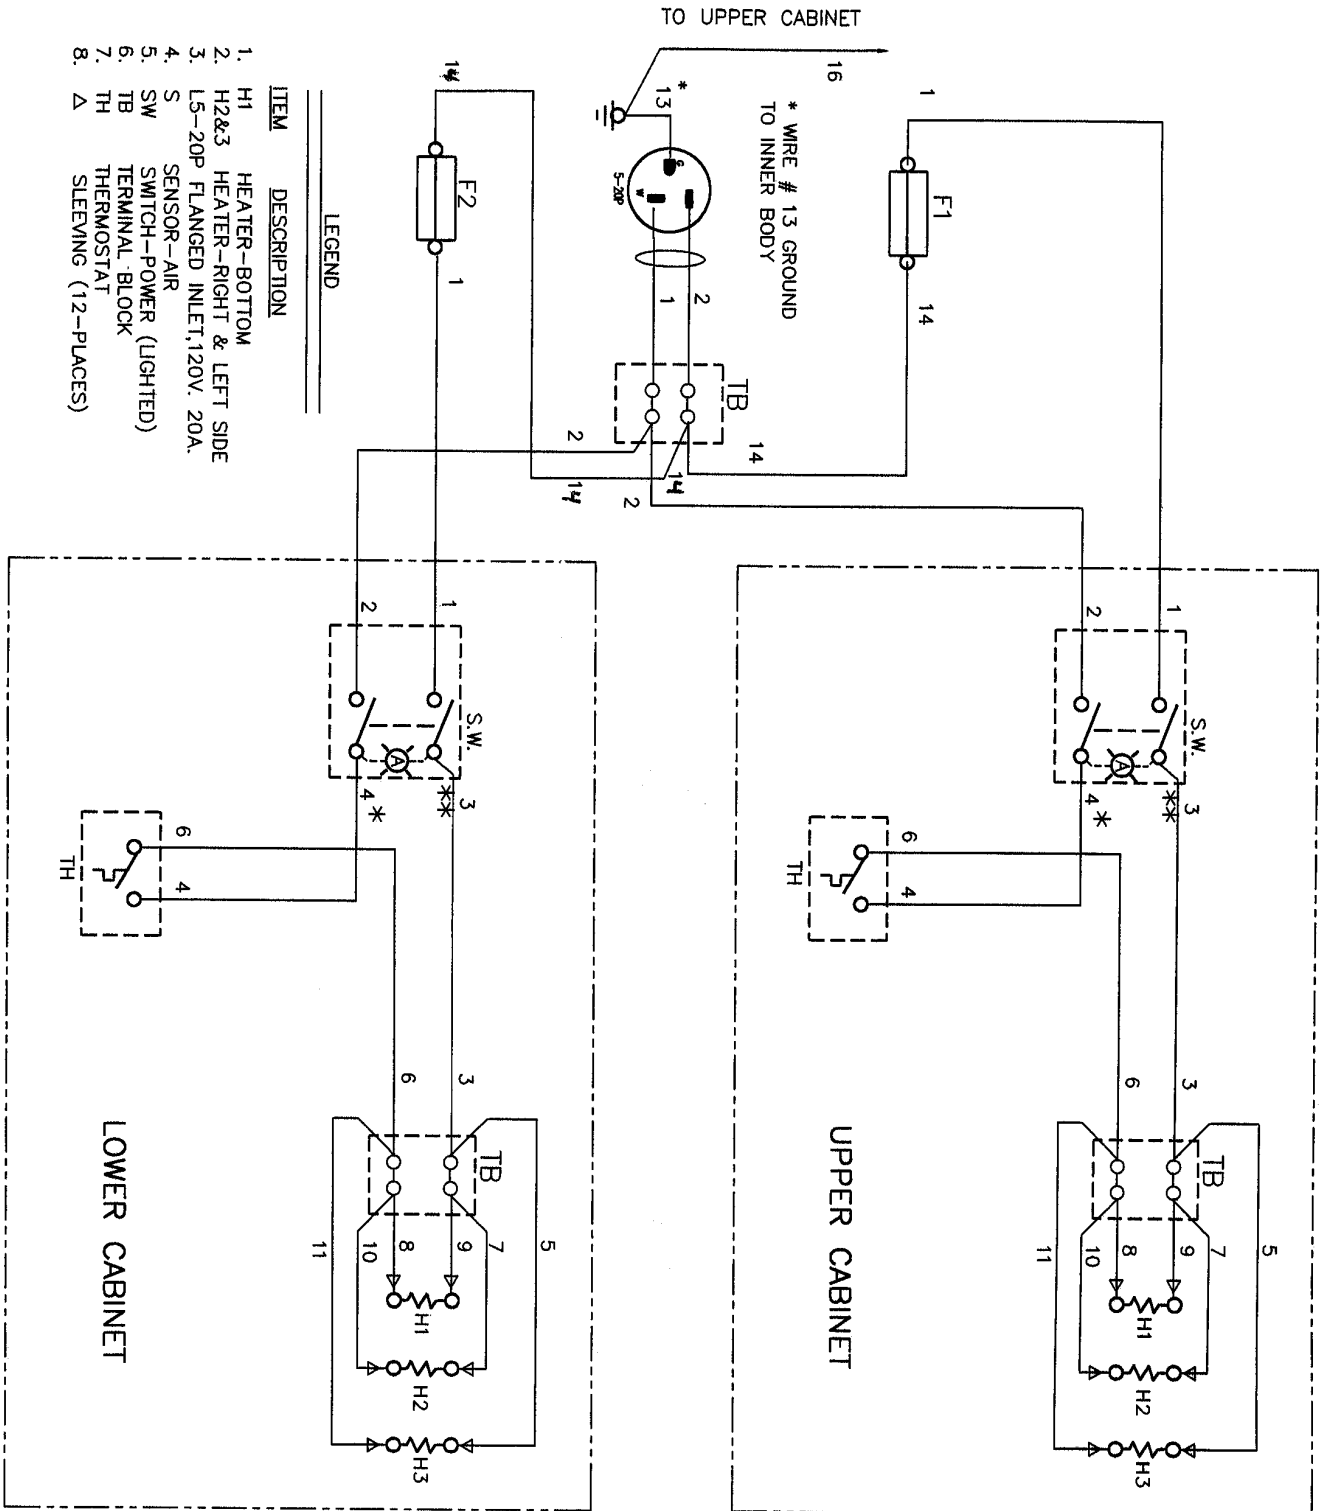 TO UPPER CABINET
16
1
F1
14
* WIRE # 13 GROUND
TO INNER BODY
*
13
G
W
5-20P
2
1
TB
14
14
2
2
14
F2
1
LEGEND
ITEM DESCRIPTION
1. H1 HEATER-BOTTOM
2. H2&3 HEATER-RIGHT & LEFT SIDE
3. L5-20P FLANGED INLET,120V. 20A.
4. S SENSOR-AIR
5. SW SWITCH-POWER (LIGHTED)
6. TB TERMINAL BLOCK
7. TH THERMOSTAT
8. Δ SLEEVING (12-PLACES)
1
2
S.W.
A
3
**
4 *
6
4
TH
3
6
TB
5
7
9
8
10
11
H1
H2
H3
UPPER CABINET
1
2
S.W.
A
3
**
4 *
6
4
TH
3
6
TB
5
7
9
8
10
11
H1
H2
H3
LOWER CABINET